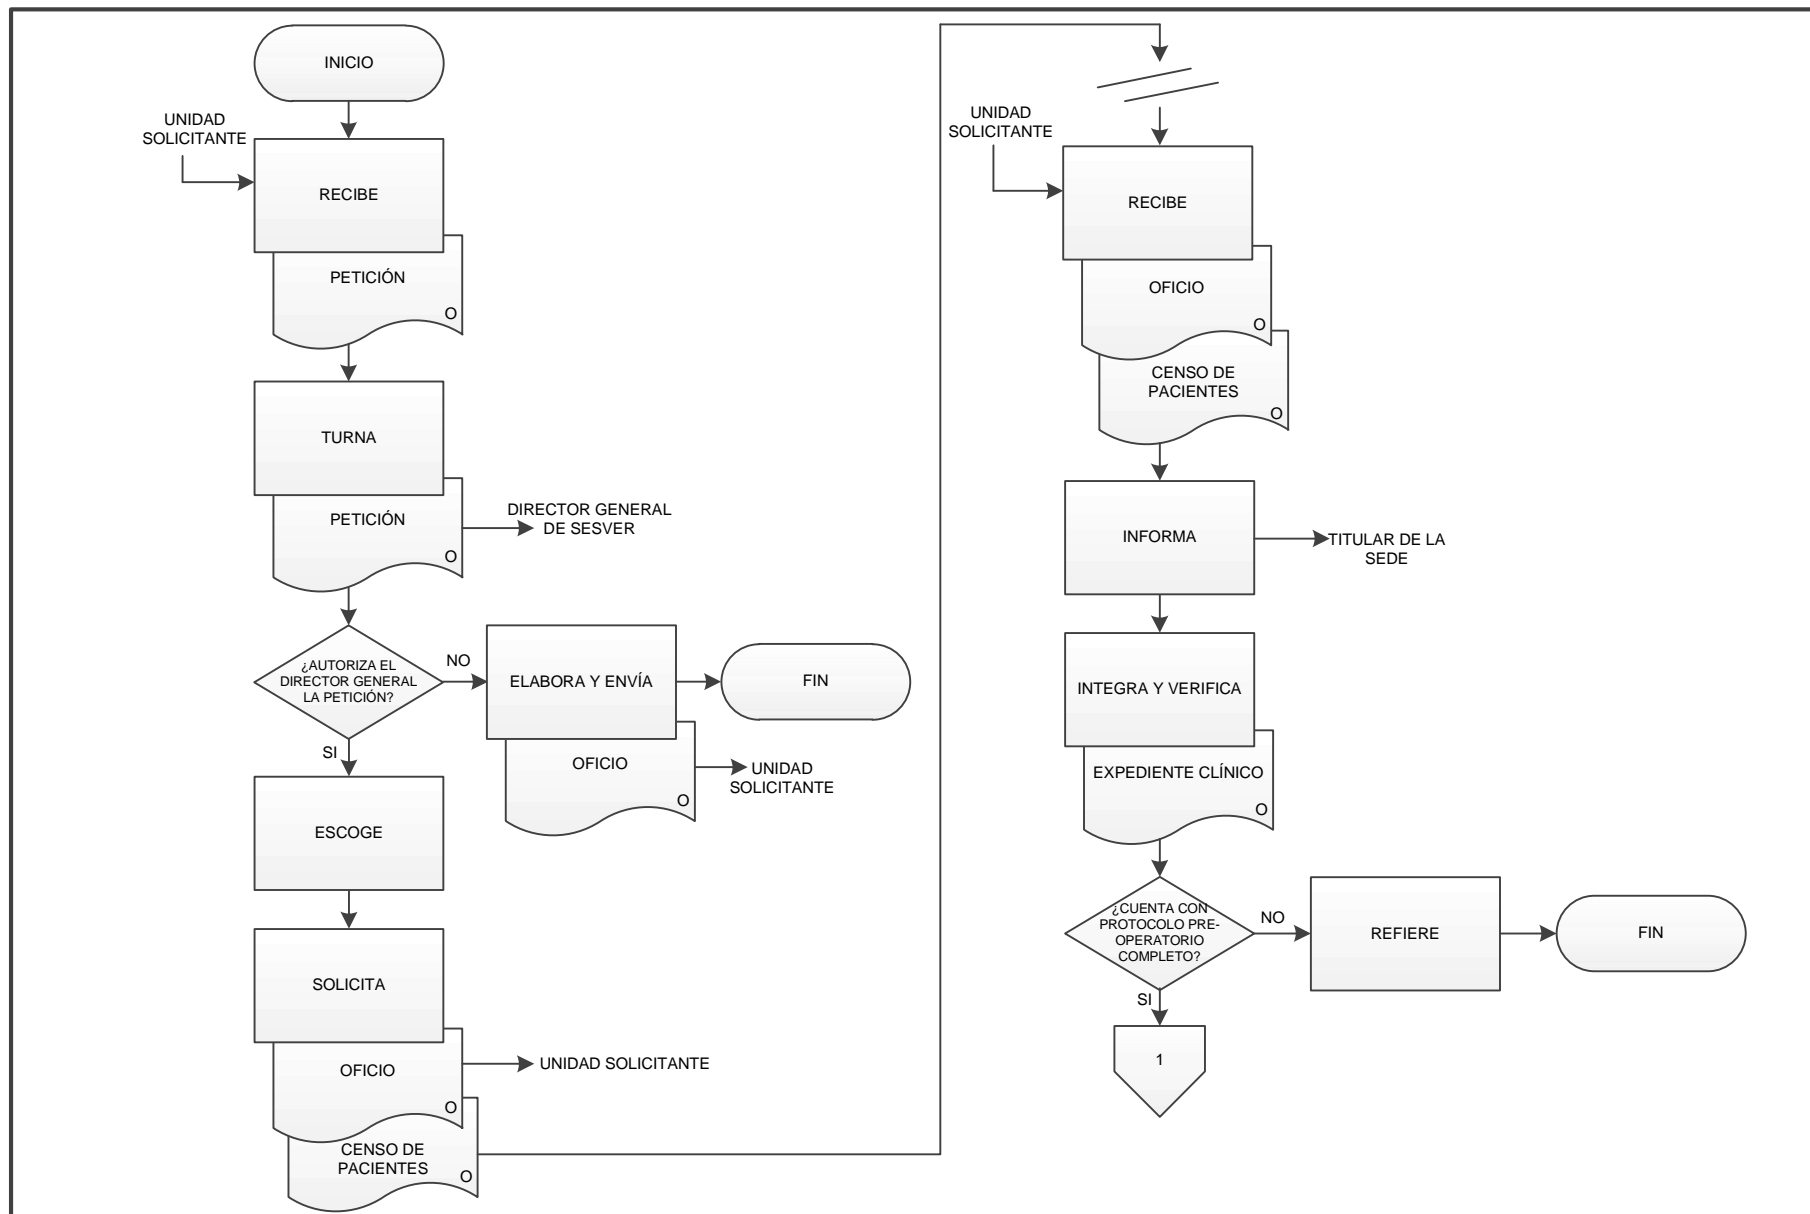 INICIO
UNIDAD
SOLICITANTE
RECIBE
PETICIÓN
O
TURNA
PETICIÓN
O
DIRECTOR GENERAL
DE SESVER
¿AUTORIZA EL
DIRECTOR GENERAL
LA PETICIÓN?
NO
ELABORA Y ENVÍA
FIN
OFICIO
O
UNIDAD
SOLICITANTE
SI
ESCOGE
SOLICITA
OFICIO
O
UNIDAD SOLICITANTE
CENSO DE
PACIENTES
O
UNIDAD
SOLICITANTE
RECIBE
OFICIO
O
CENSO DE
PACIENTES
O
INFORMA
TITULAR DE LA
SEDE
INTEGRA Y VERIFICA
EXPEDIENTE CLÍNICO
O
¿CUENTA CON
PROTOCOLO PRE-
OPERATORIO
COMPLETO?
NO
REFIERE
FIN
SI
1